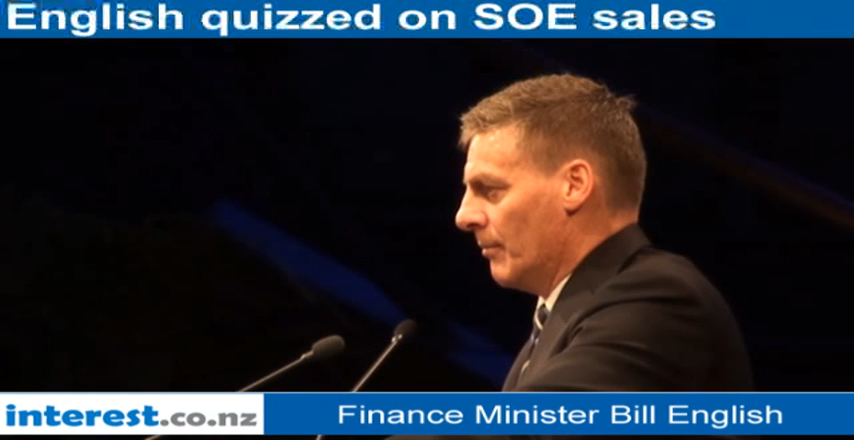 English quizzed on SOE sales
interest.co.nz
Finance Minister Bill English